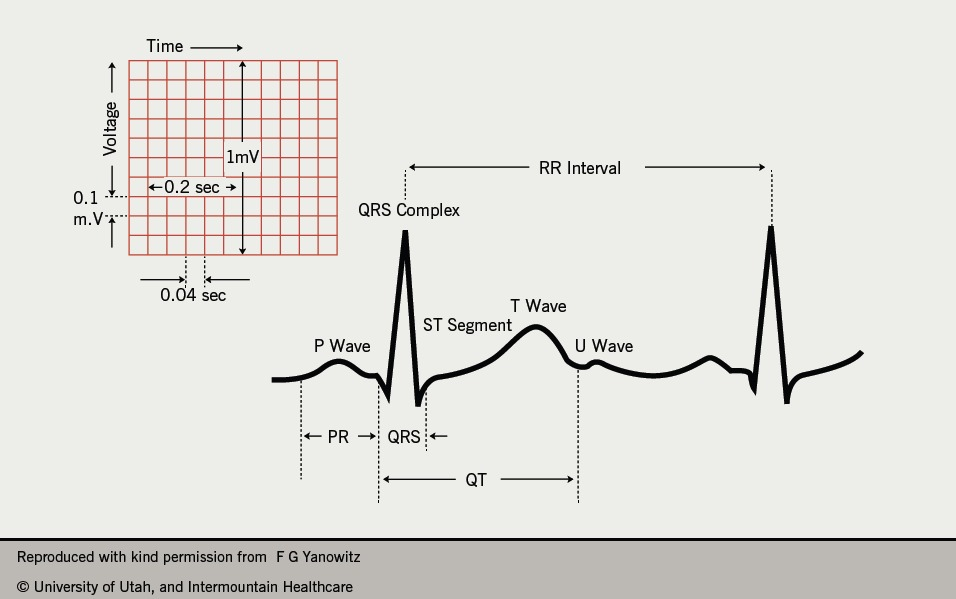 Time
Voltage
1mV
0.2 sec
0.1
m.V
0.04 sec
RR Interval
QRS Complex
T Wave
ST Segment
P Wave
U Wave
PR
QRS
QT
Reproduced with kind permission from F G Yanowitz
© University of Utah, and Intermountain Healthcare